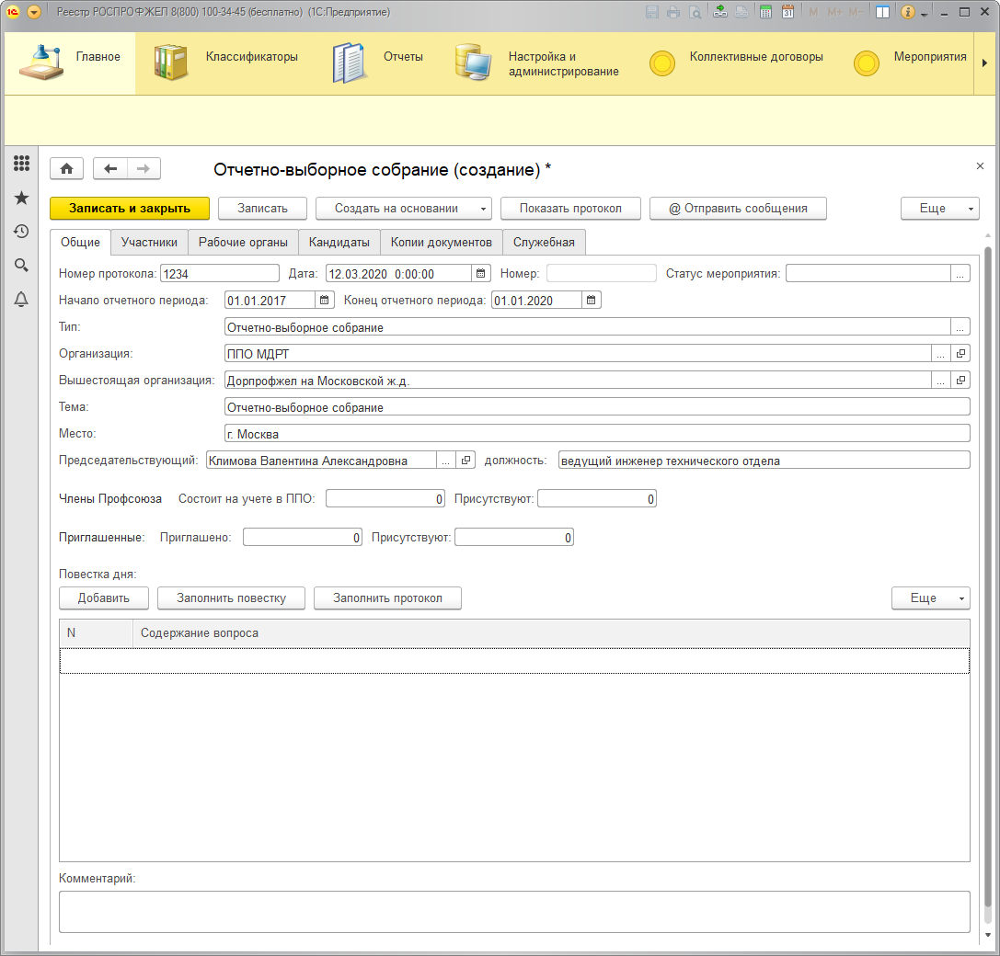 Реестр РОСПРОФЖЕЛ 8(800) 100-34-45 (бесплатно) (1С:Предприятие)
M M+ M-
Главное
Классификаторы
Отчеты
Настройка и
администрирование
Коллективные договоры
Мероприятия
Отчетно-выборное собрание (создание) *
Записать и закрыть Записать Создать на основании Показать протокол @ Отправить сообщения Еще
Общие Участники Рабочие органы Кандидаты Копии документов Служебная
Номер протокола: 1234 Дата: 12.03.2020 0:00:00 Номер: Статус мероприятия: ...
Начало отчетного периода: 01.01.2017 Конец отчетного периода: 01.01.2020
Тип: Отчетно-выборное собрание ...
Организация: ППО МДРТ ...
Вышестоящая организация: Дорпрофжел на Московской ж.д. ...
Тема: Отчетно-выборное собрание
Место: г. Москва
Председательствующий: Климова Валентина Александровна ... должность: ведущий инженер технического отдела
Члены Профсоюза Состоит на учете в ППО: 0 Присутствуют: 0
Приглашенные: Приглашено: 0 Присутствуют: 0
Повестка дня:
Добавить Заполнить повестку Заполнить протокол Еще
N Содержание вопроса
Комментарий: